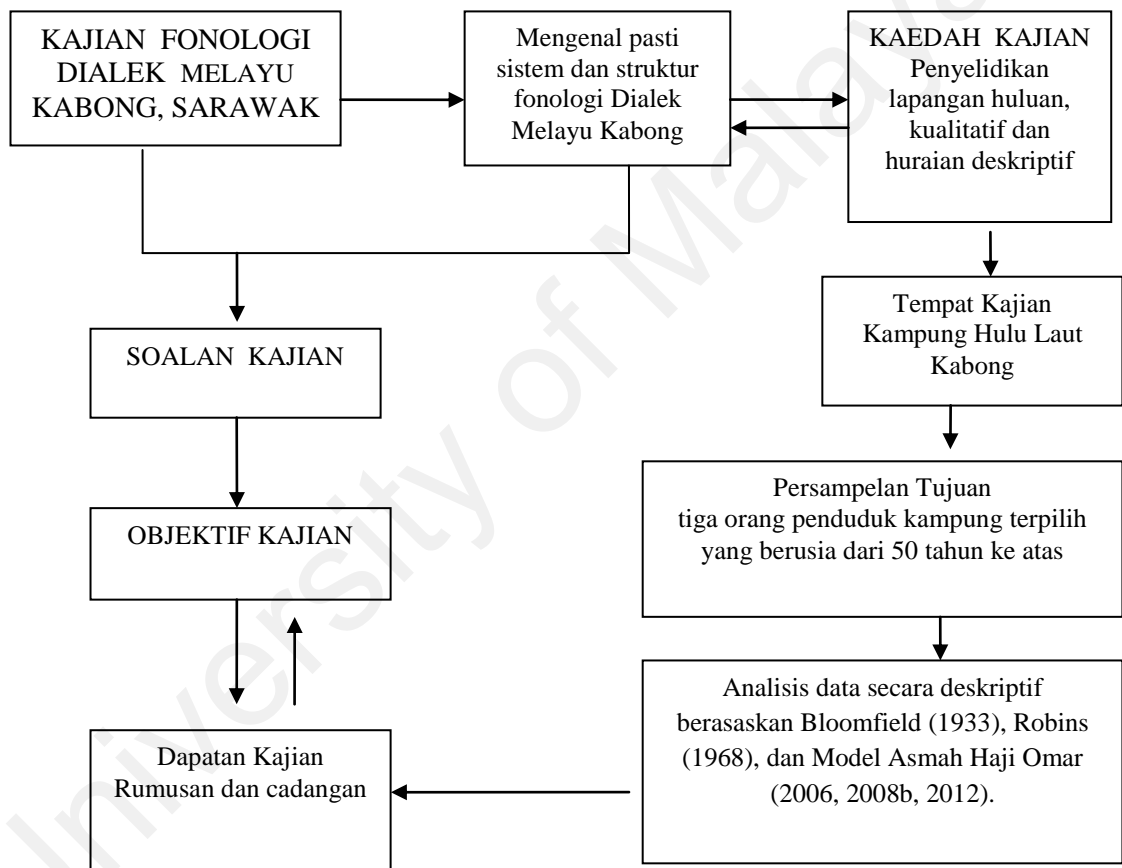 KAJIAN FONOLOGI
DIALEK MELAYU
KABONG, SARAWAK
Mengenal pasti
sistem dan struktur
fonologi Dialek
Melayu Kabong
KAEDAH KAJIAN
Penyelidikan
lapangan huluan,
kualitatif dan
huraian deskriptif
SOALAN KAJIAN
Tempat Kajian
Kampung Hulu Laut
Kabong
OBJEKTIF KAJIAN
Persampelan Tujuan
tiga orang penduduk kampung terpilih
yang berusia dari 50 tahun ke atas
Dapatan Kajian
Rumusan dan cadangan
Analisis data secara deskriptif
berasaskan Bloomfield (1933), Robins
(1968), dan Model Asmah Haji Omar
(2006, 2008b, 2012).
University of Malaya